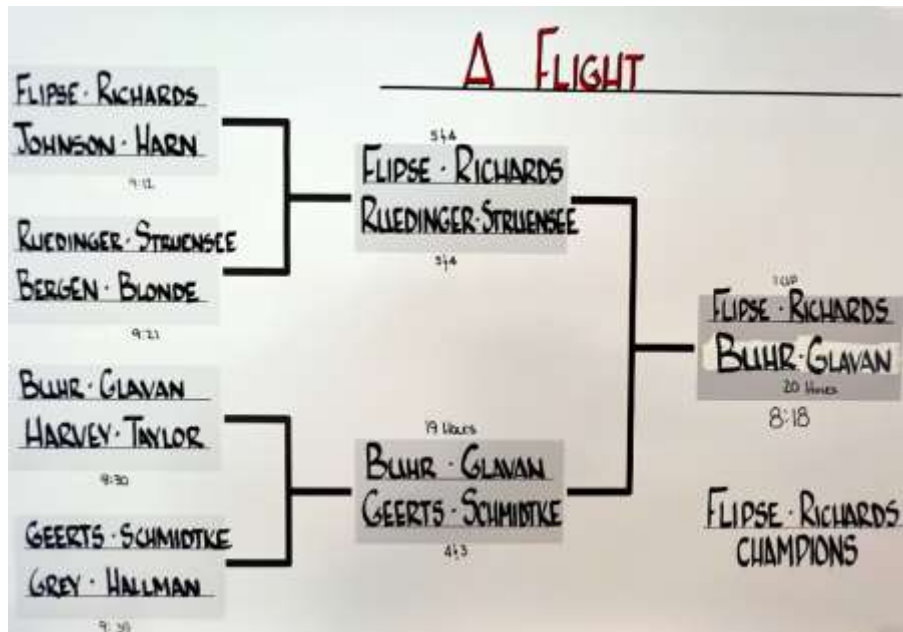 A FLIGHT
FLIPSE · RICHARDS
JOHNSON · HARN
9:12
RUEDINGER · STRUENSEE
BERGEN · BLONDE
9:21
BUHR · GLAVAN
HARVEY · TAYLOR
9:30
GEERTS · SCHMIDTKE
GREY · HALLMAN
9:39
5&4
FLIPSE · RICHARDS
RUEDINGER · STRUENSEE
5&4
19 HOLES
BUHR · GLAVAN
GEERTS · SCHMIDTKE
4&3
1 UP
FLIPSE · RICHARDS
BUHR · GLAVAN
20 HOLES
8:18
FLIPSE · RICHARDS
CHAMPIONS